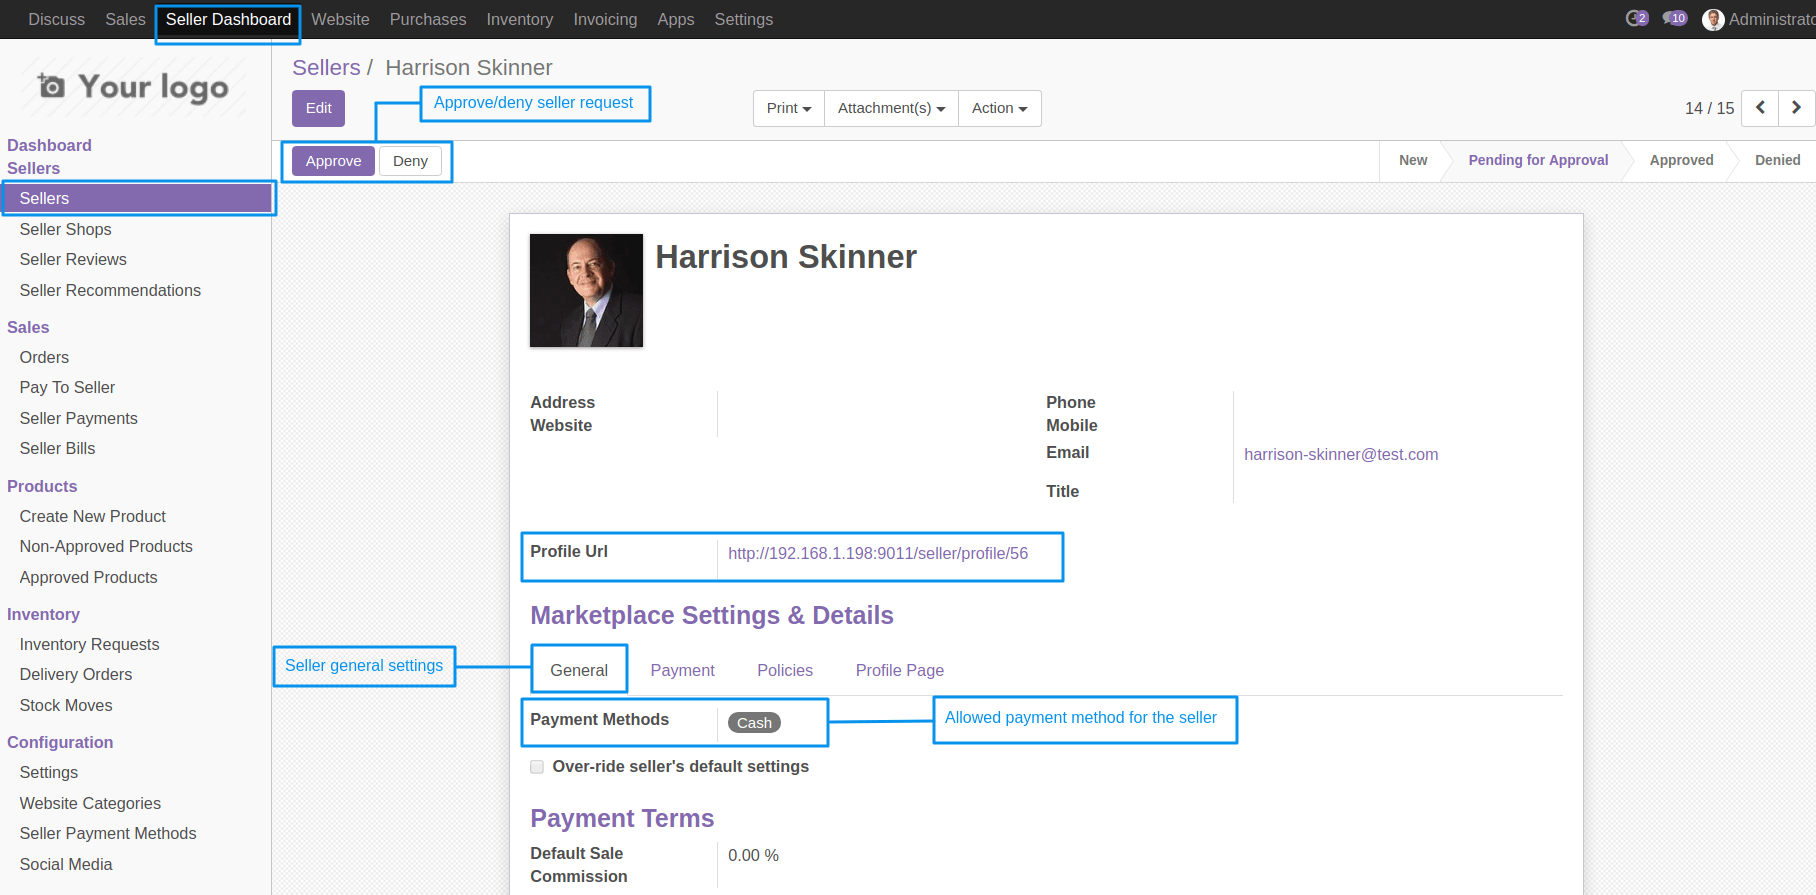 Discuss Sales Seller Dashboard Website Purchases Inventory Invoicing Apps Settings 2 10 Administrato
Your logo
Sellers / Harrison Skinner
Edit
Approve/deny seller request
Print Attachment(s) Action
14 / 15
Approve Deny
New Pending for Approval Approved Denied
Dashboard
Sellers
Sellers
Seller Shops
Seller Reviews
Seller Recommendations
Sales
Orders
Pay To Seller
Seller Payments
Seller Bills
Products
Create New Product
Non-Approved Products
Approved Products
Inventory
Inventory Requests
Delivery Orders
Stock Moves
Configuration
Settings
Website Categories
Seller Payment Methods
Social Media
Harrison Skinner
Address
Website
Phone
Mobile
Email harrison-skinner@test.com
Title
Profile Url http://192.168.1.198:9011/seller/profile/56
Marketplace Settings & Details
Seller general settings
General Payment Policies Profile Page
Payment Methods Cash
Allowed payment method for the seller
Over-ride seller's default settings
Payment Terms
Default Sale Commission 0.00 %